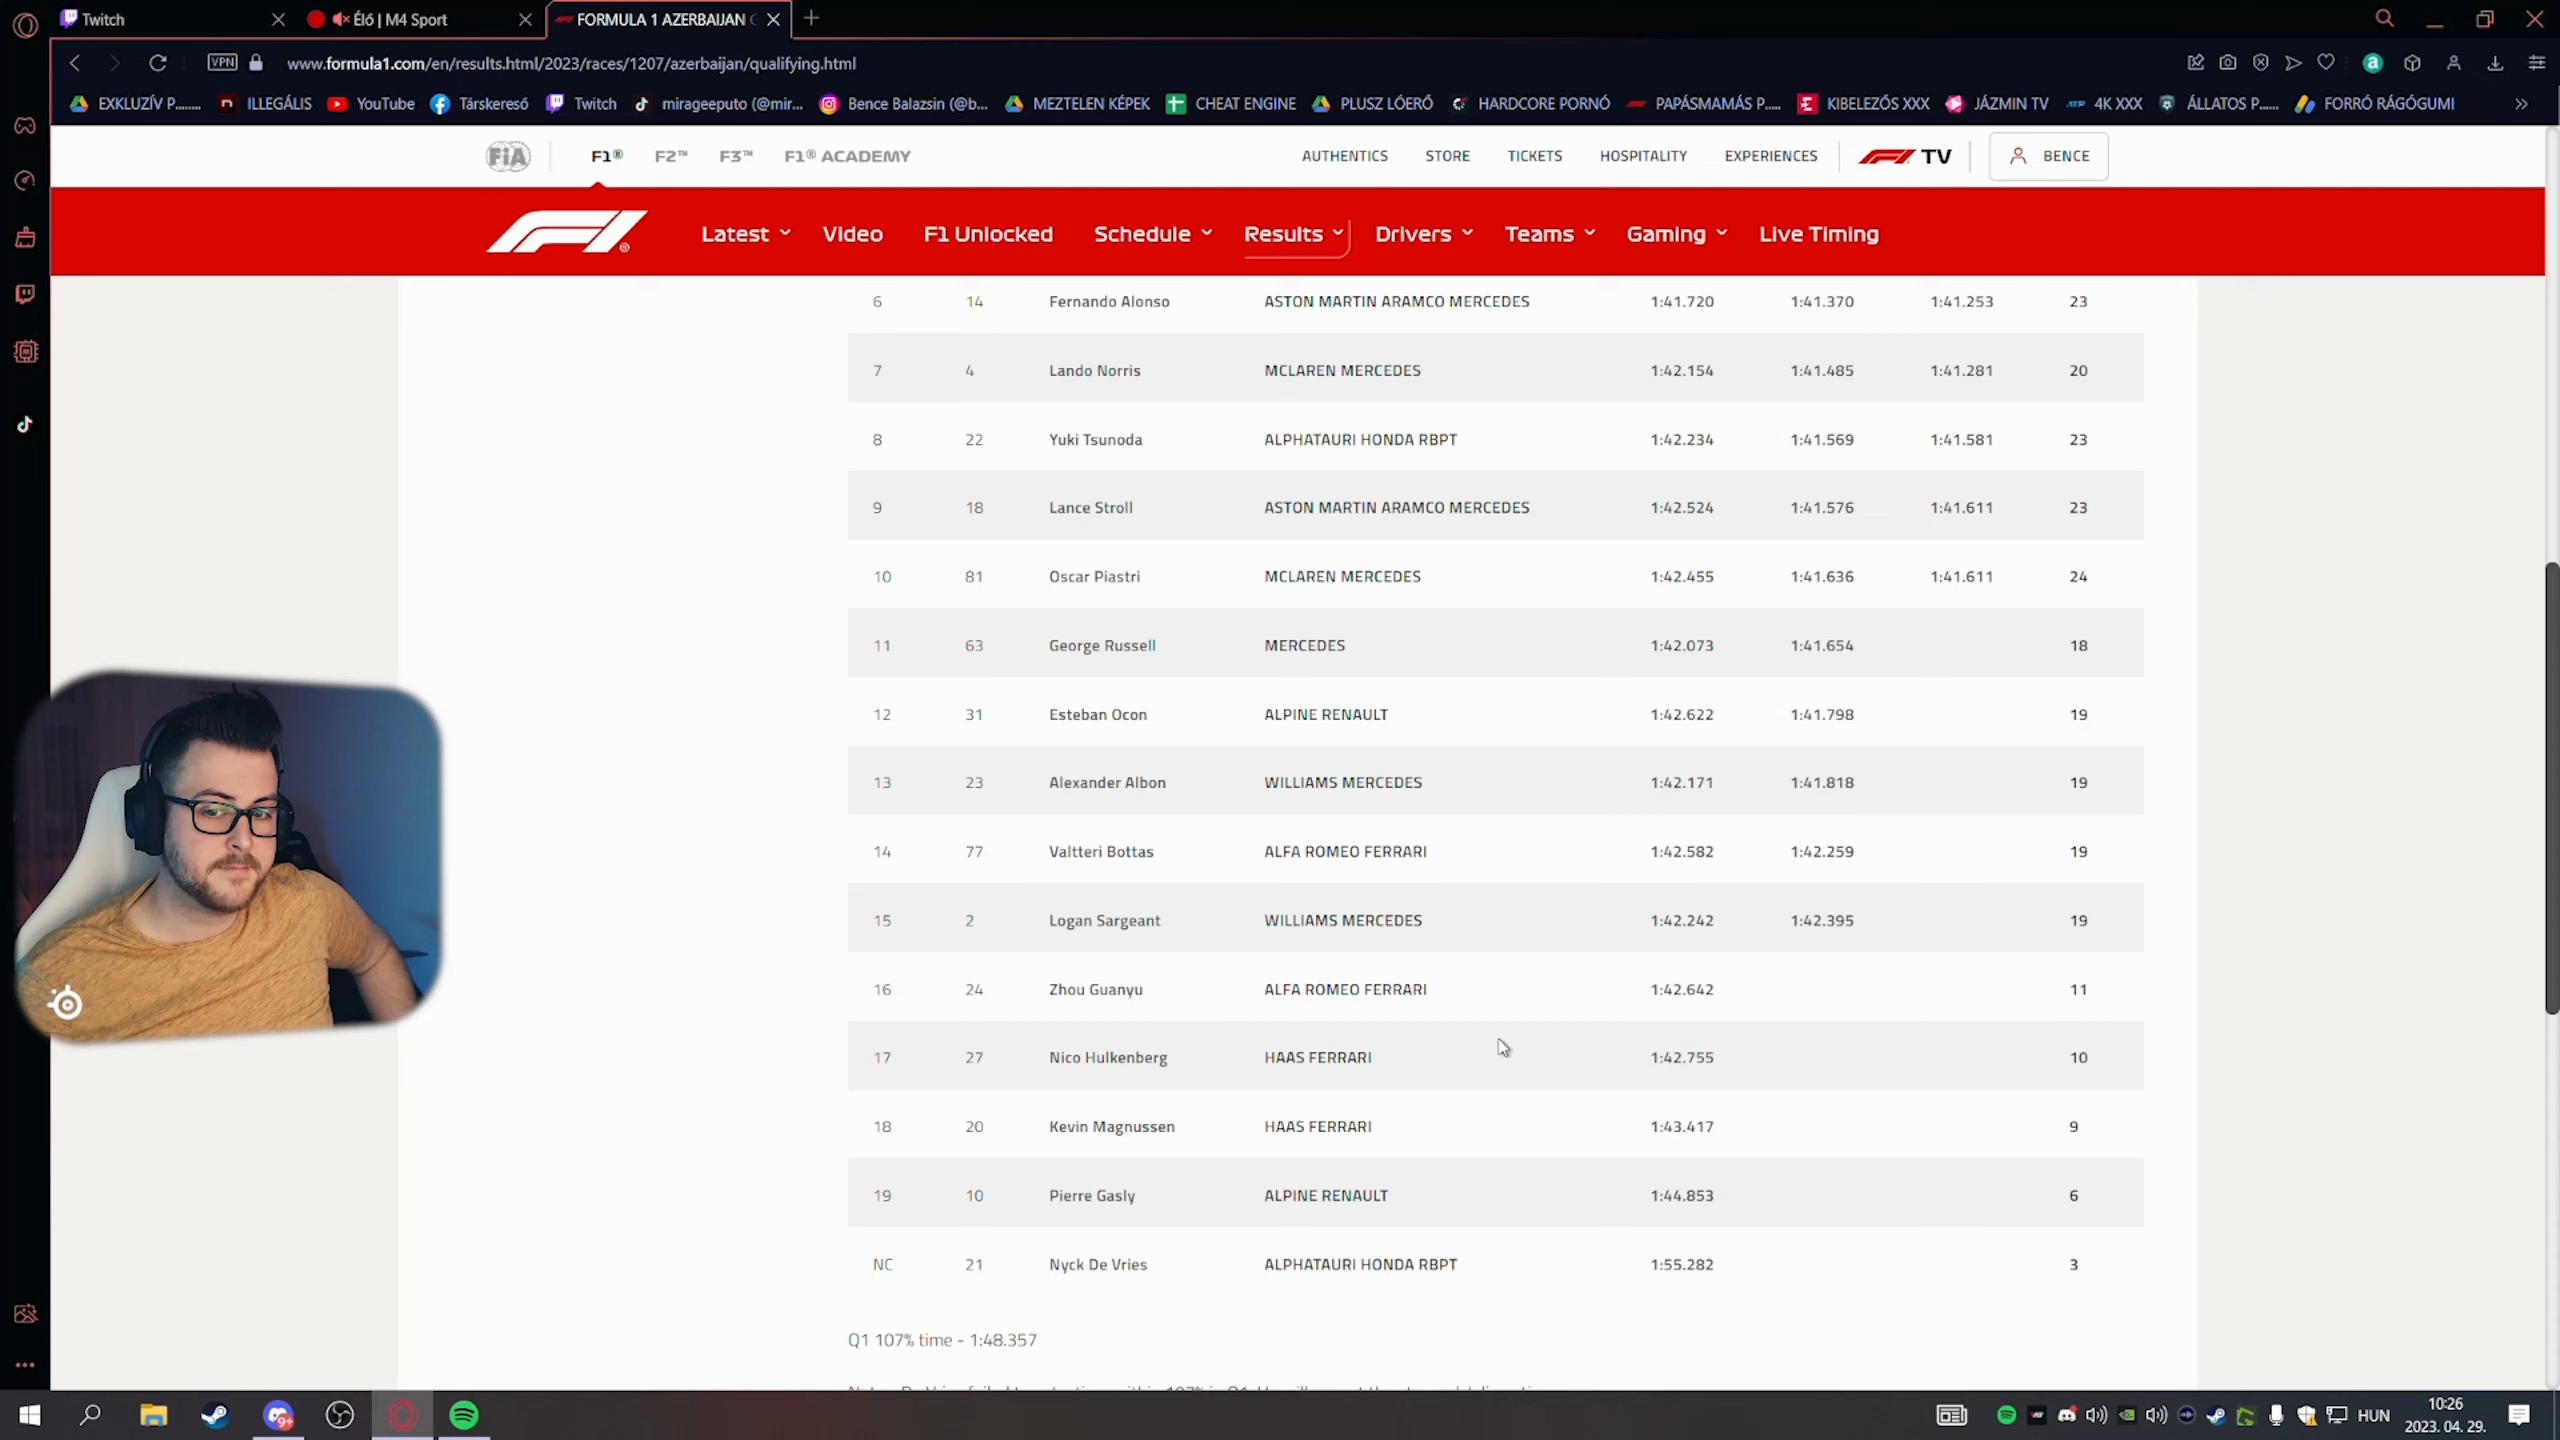 Twitch
Élő | M4 Sport
FORMULA 1 AZERBAIJAN G
VPN
www.formula1.com/en/results.html/2023/races/1207/azerbaijan/qualifying.html
EXKLUZÍV P.......
ILLEGÁLIS
YouTube
Társkereső
Twitch
mirageeputo (@mir...
Bence Balazsin (@b...
MEZTELEN KÉPEK
CHEAT ENGINE
PLUSZ LÓERŐ
HARDCORE PORNÓ
PAPÁSMAMÁS P.....
KIBELEZŐS XXX
JÁZMIN TV
4K XXX
ÁLLATOS P......
FORRÓ RÁGÓGUMI
FIA
F1®
F2™
F3™
F1® ACADEMY
AUTHENTICS
STORE
TICKETS
HOSPITALITY
EXPERIENCES
F1 TV
BENCE
F1
Latest
Video
F1 Unlocked
Schedule
Results
Drivers
Teams
Gaming
Live Timing
6 14 Fernando Alonso ASTON MARTIN ARAMCO MERCEDES 1:41.720 1:41.370 1:41.253 23
7 4 Lando Norris MCLAREN MERCEDES 1:42.154 1:41.485 1:41.281 20
8 22 Yuki Tsunoda ALPHATAURI HONDA RBPT 1:42.234 1:41.569 1:41.581 23
9 18 Lance Stroll ASTON MARTIN ARAMCO MERCEDES 1:42.524 1:41.576 1:41.611 23
10 81 Oscar Piastri MCLAREN MERCEDES 1:42.455 1:41.636 1:41.611 24
11 63 George Russell MERCEDES 1:42.073 1:41.654 18
12 31 Esteban Ocon ALPINE RENAULT 1:42.622 1:41.798 19
13 23 Alexander Albon WILLIAMS MERCEDES 1:42.171 1:41.818 19
14 77 Valtteri Bottas ALFA ROMEO FERRARI 1:42.582 1:42.259 19
15 2 Logan Sargeant WILLIAMS MERCEDES 1:42.242 1:42.395 19
16 24 Zhou Guanyu ALFA ROMEO FERRARI 1:42.642 11
17 27 Nico Hulkenberg HAAS FERRARI 1:42.755 10
18 20 Kevin Magnussen HAAS FERRARI 1:43.417 9
19 10 Pierre Gasly ALPINE RENAULT 1:44.853 6
NC 21 Nyck De Vries ALPHATAURI HONDA RBPT 1:55.282 3
Q1 107% time - 1:48.357
9+
HUN
10:26
2023. 04. 29.